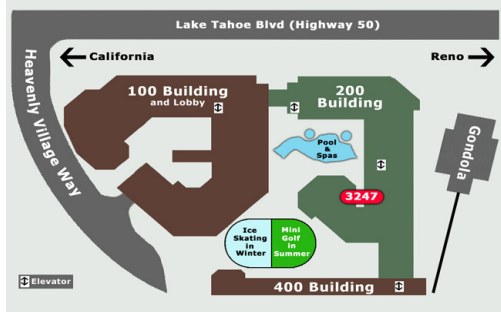 Lake Tahoe Blvd (Highway 50)
California
Reno
Heavenly Village Way
100 Building
and Lobby
200
Building
Pool
&
Spas
Gondola
3247
Ice
Skating
in
Winter
Mini
Golf
in
Summer
400 Building
Elevator